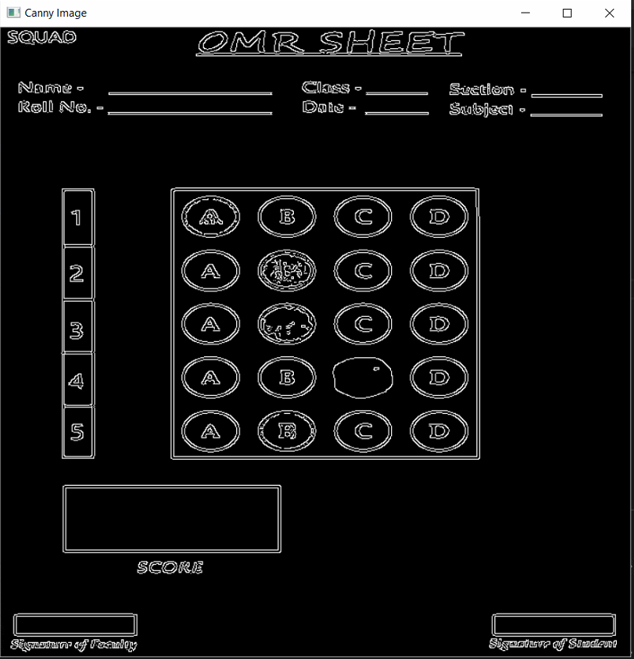 Canny Image
SQUAD
OMR SHEET
Name - Class - Section -
Roll No. - Date - Subject -
1 A B C D
2 A C D
3 A C D
4 A B D
5 A B C D
SCORE
Signature of Faculty Signature of Student